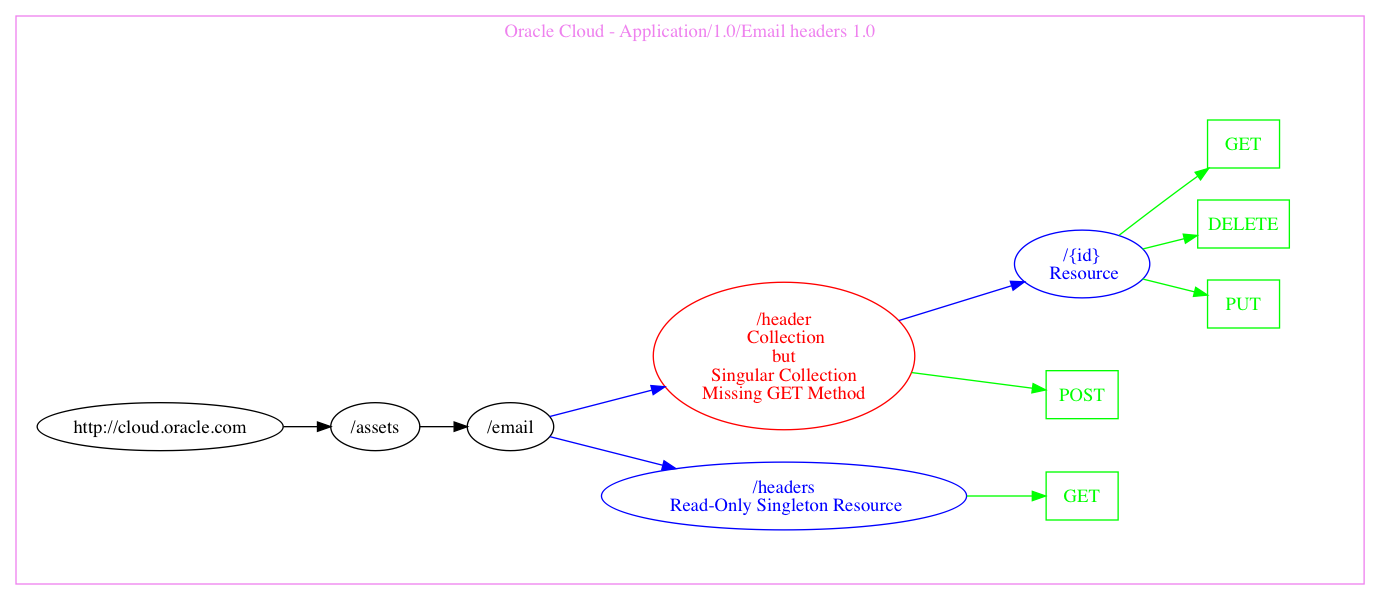 Oracle Cloud - Application/1.0/Email headers 1.0
http://cloud.oracle.com
/assets
/email
/header
Collection
but
Singular Collection
Missing GET Method
/{id}
Resource
GET
DELETE
PUT
POST
/headers
Read-Only Singleton Resource
GET